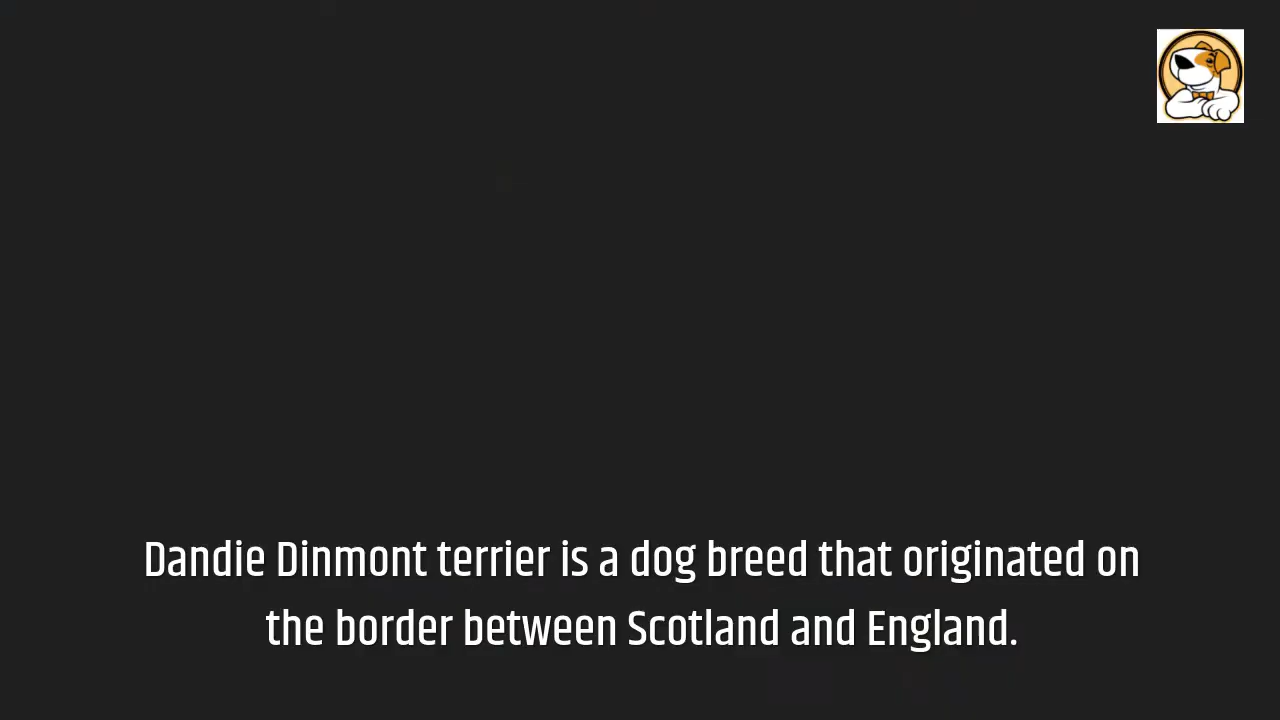 Dandie Dinmont terrier is a dog breed that originated on
the border between Scotland and England.